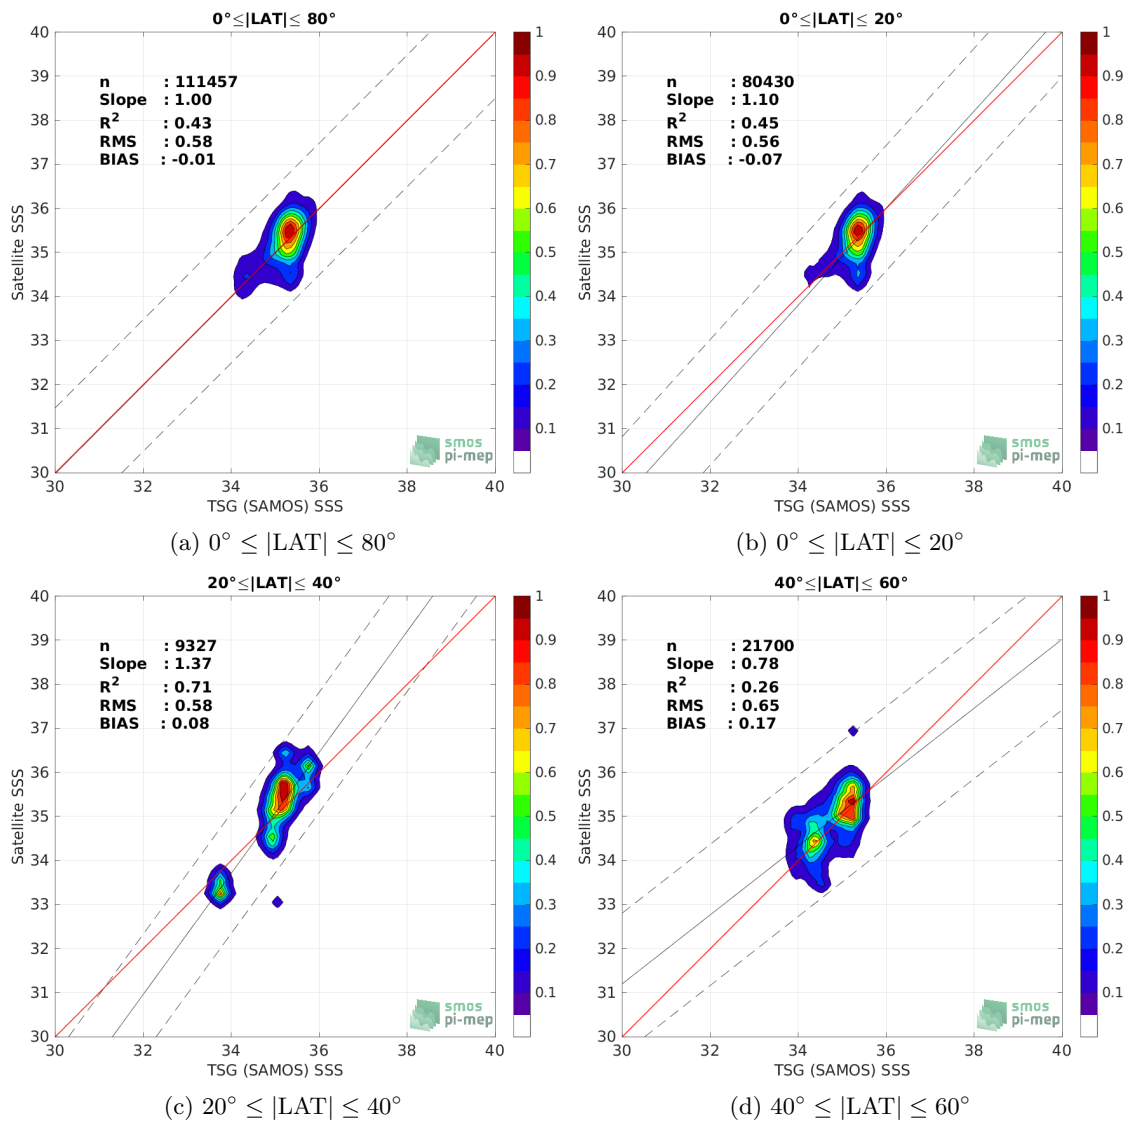 0°≤|LAT|≤ 80°
n : 111457
Slope : 1.00
R² : 0.43
RMS : 0.58
BIAS : -0.01
40
39
38
37
36
35
34
33
32
31
30
Satellite SSS
30 32 34 36 38 40
TSG (SAMOS) SSS
1
0.9
0.8
0.7
0.6
0.5
0.4
0.3
0.2
0.1
smos
pi-mep
(a) 0° ≤ |LAT| ≤ 80°
0°≤|LAT|≤ 20°
n : 80430
Slope : 1.10
R² : 0.45
RMS : 0.56
BIAS : -0.07
40
39
38
37
36
35
34
33
32
31
30
Satellite SSS
30 32 34 36 38 40
TSG (SAMOS) SSS
1
0.9
0.8
0.7
0.6
0.5
0.4
0.3
0.2
0.1
smos
pi-mep
(b) 0° ≤ |LAT| ≤ 20°
20°≤|LAT|≤ 40°
n : 9327
Slope : 1.37
R² : 0.71
RMS : 0.58
BIAS : 0.08
40
39
38
37
36
35
34
33
32
31
30
Satellite SSS
30 32 34 36 38 40
TSG (SAMOS) SSS
1
0.9
0.8
0.7
0.6
0.5
0.4
0.3
0.2
0.1
smos
pi-mep
(c) 20° ≤ |LAT| ≤ 40°
40°≤|LAT|≤ 60°
n : 21700
Slope : 0.78
R² : 0.26
RMS : 0.65
BIAS : 0.17
40
39
38
37
36
35
34
33
32
31
30
Satellite SSS
30 32 34 36 38 40
TSG (SAMOS) SSS
1
0.9
0.8
0.7
0.6
0.5
0.4
0.3
0.2
0.1
smos
pi-mep
(d) 40° ≤ |LAT| ≤ 60°